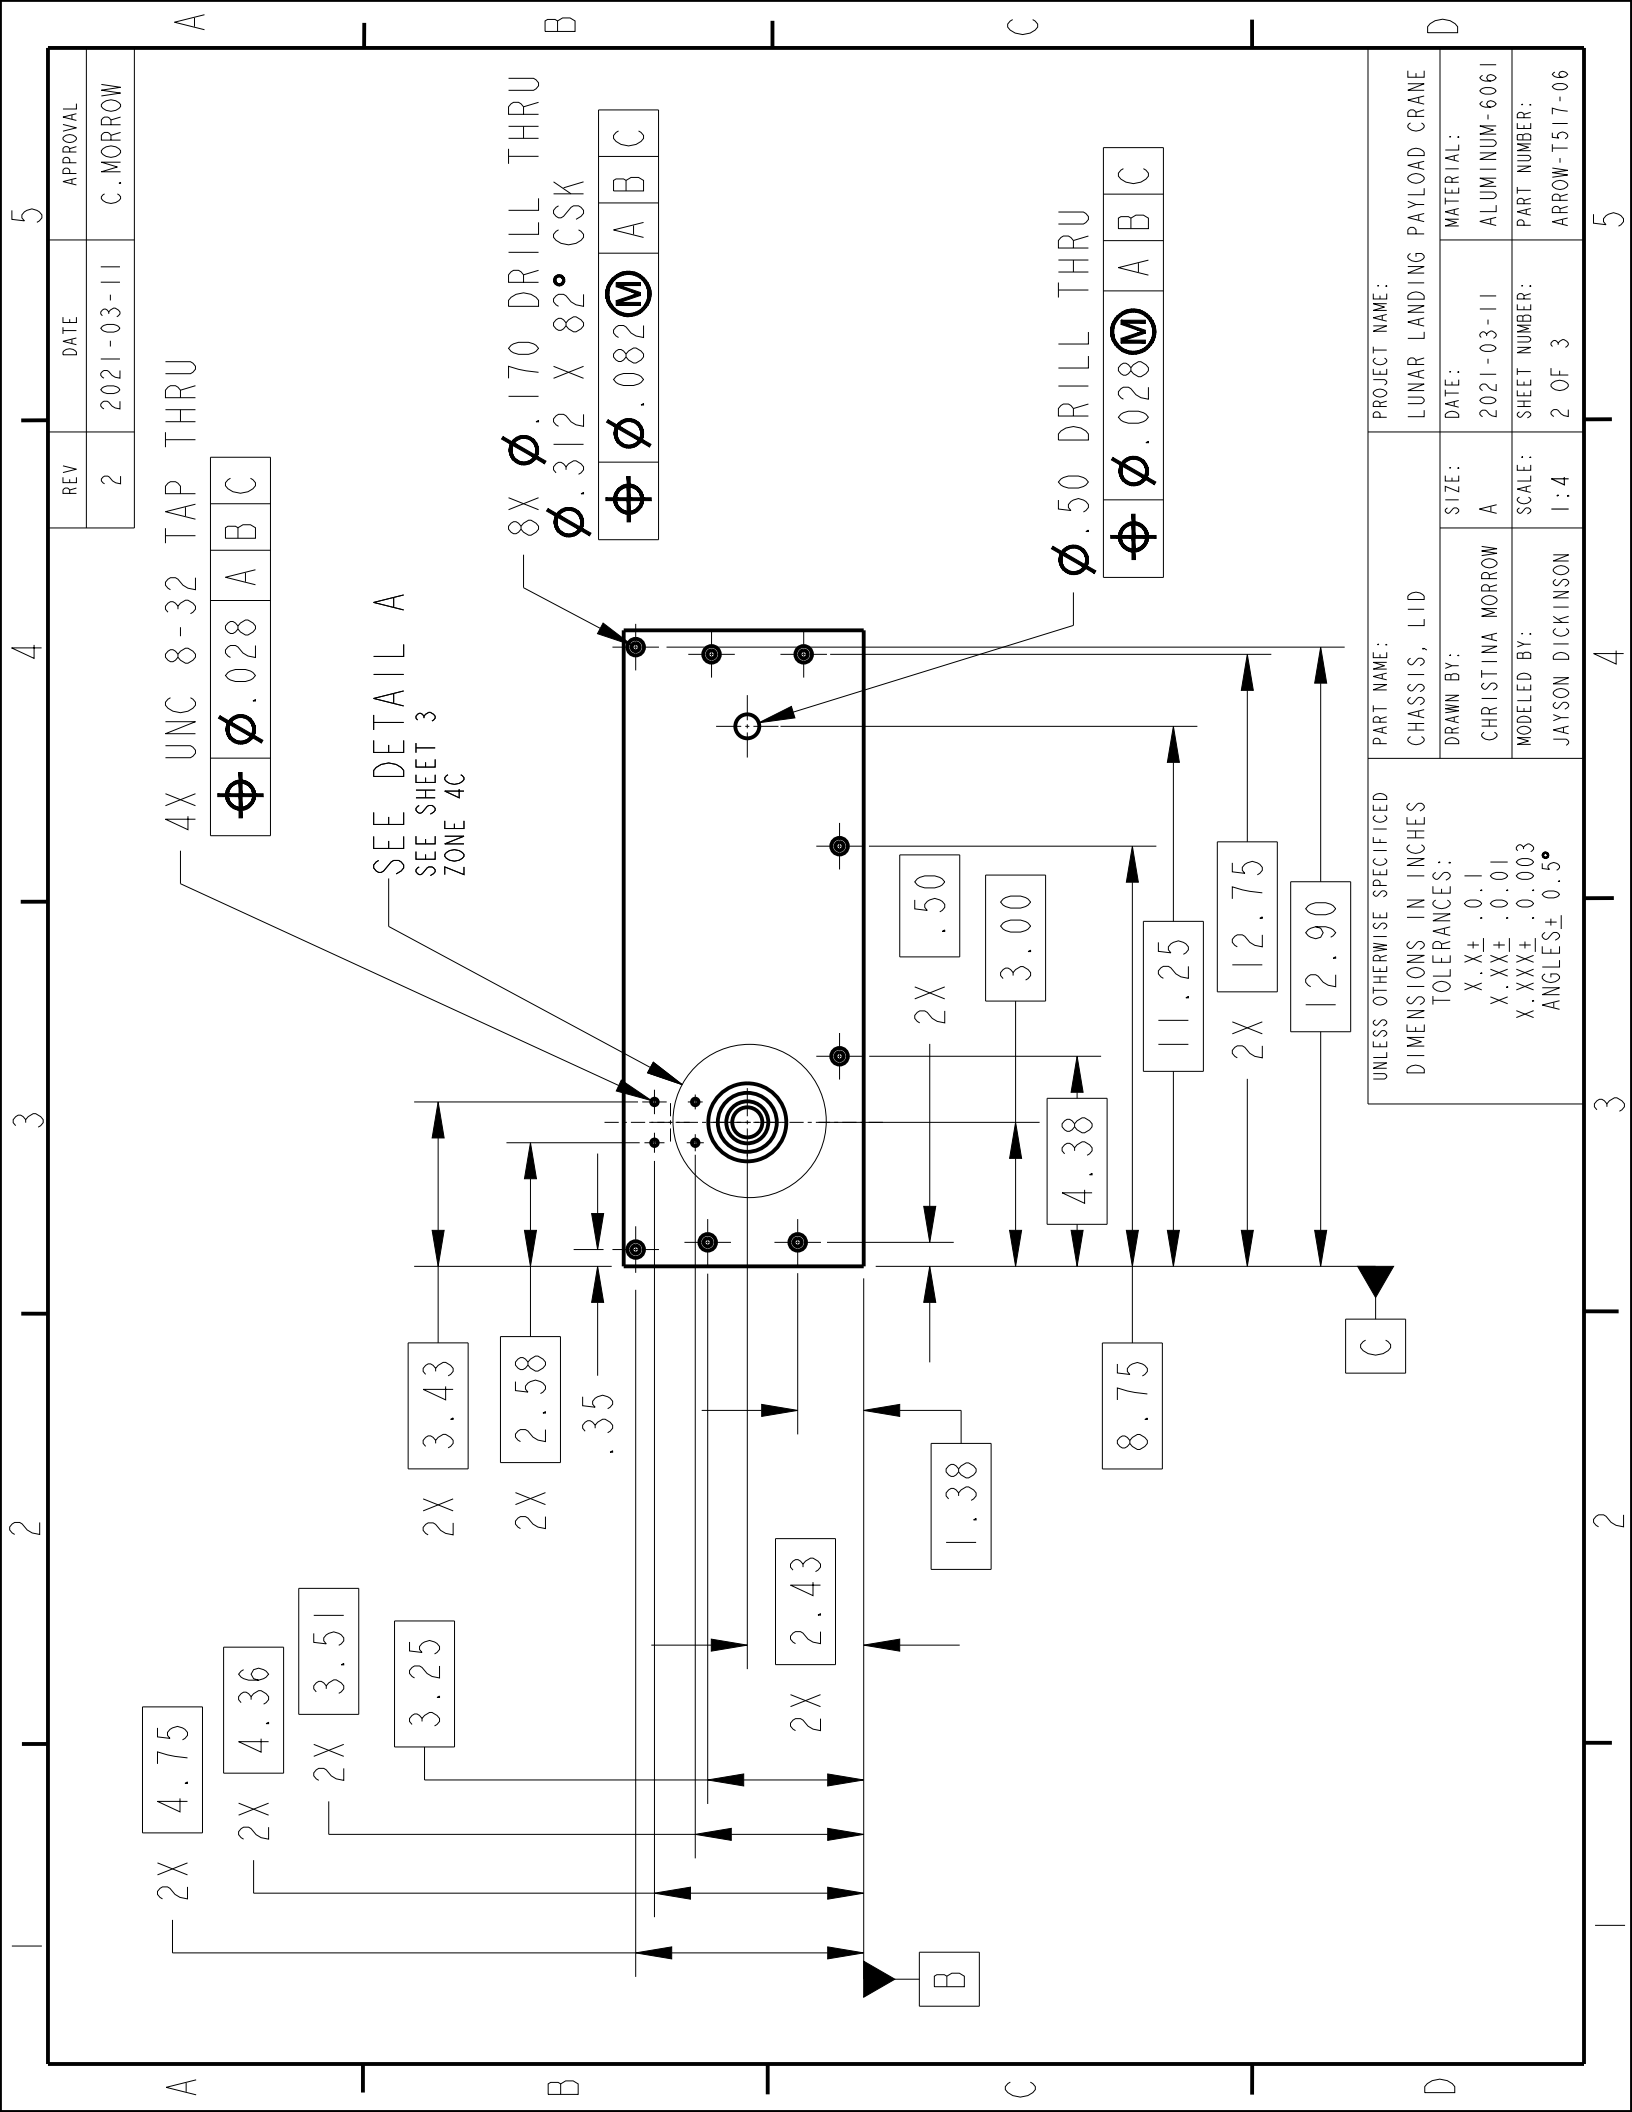 1 2 3 4 5
A
B
C
D
REV DATE APPROVAL
2 2021-03-11 C.MORROW
4X UNC 8-32 TAP THRU
⌖ ⌀.028 A B C
SEE DETAIL A
SEE SHEET 3
ZONE 4C
8X ⌀.170 DRILL THRU
⌀.312 X 82° CSK
⌖ ⌀.082Ⓜ A B C
⌀.50 DRILL THRU
⌖ ⌀.028Ⓜ A B C
2X 4.75
2X 4.36
2X 3.51
3.25
2X 2.43
1.38
2X 3.43
2X 2.58
.35
2X .50
3.00
4.38
8.75
11.25
2X 12.75
12.90
B
C
UNLESS OTHERWISE SPECIFICED
DIMENSIONS IN INCHES
TOLERANCES:
X.X± .0.1
X.XX± .0.01
X.XXX± .0.003
ANGLES± 0.5°
PART NAME:
CHASSIS, LID
PROJECT NAME:
LUNAR LANDING PAYLOAD CRANE
DRAWN BY:
CHRISTINA MORROW
SIZE:
A
DATE:
2021-03-11
MATERIAL:
ALUMINUM-6061
MODELED BY:
JAYSON DICKINSON
SCALE:
1:4
SHEET NUMBER:
2 OF 3
PART NUMBER:
ARROW-T517-06
A
B
C
D
1 2 3 4 5